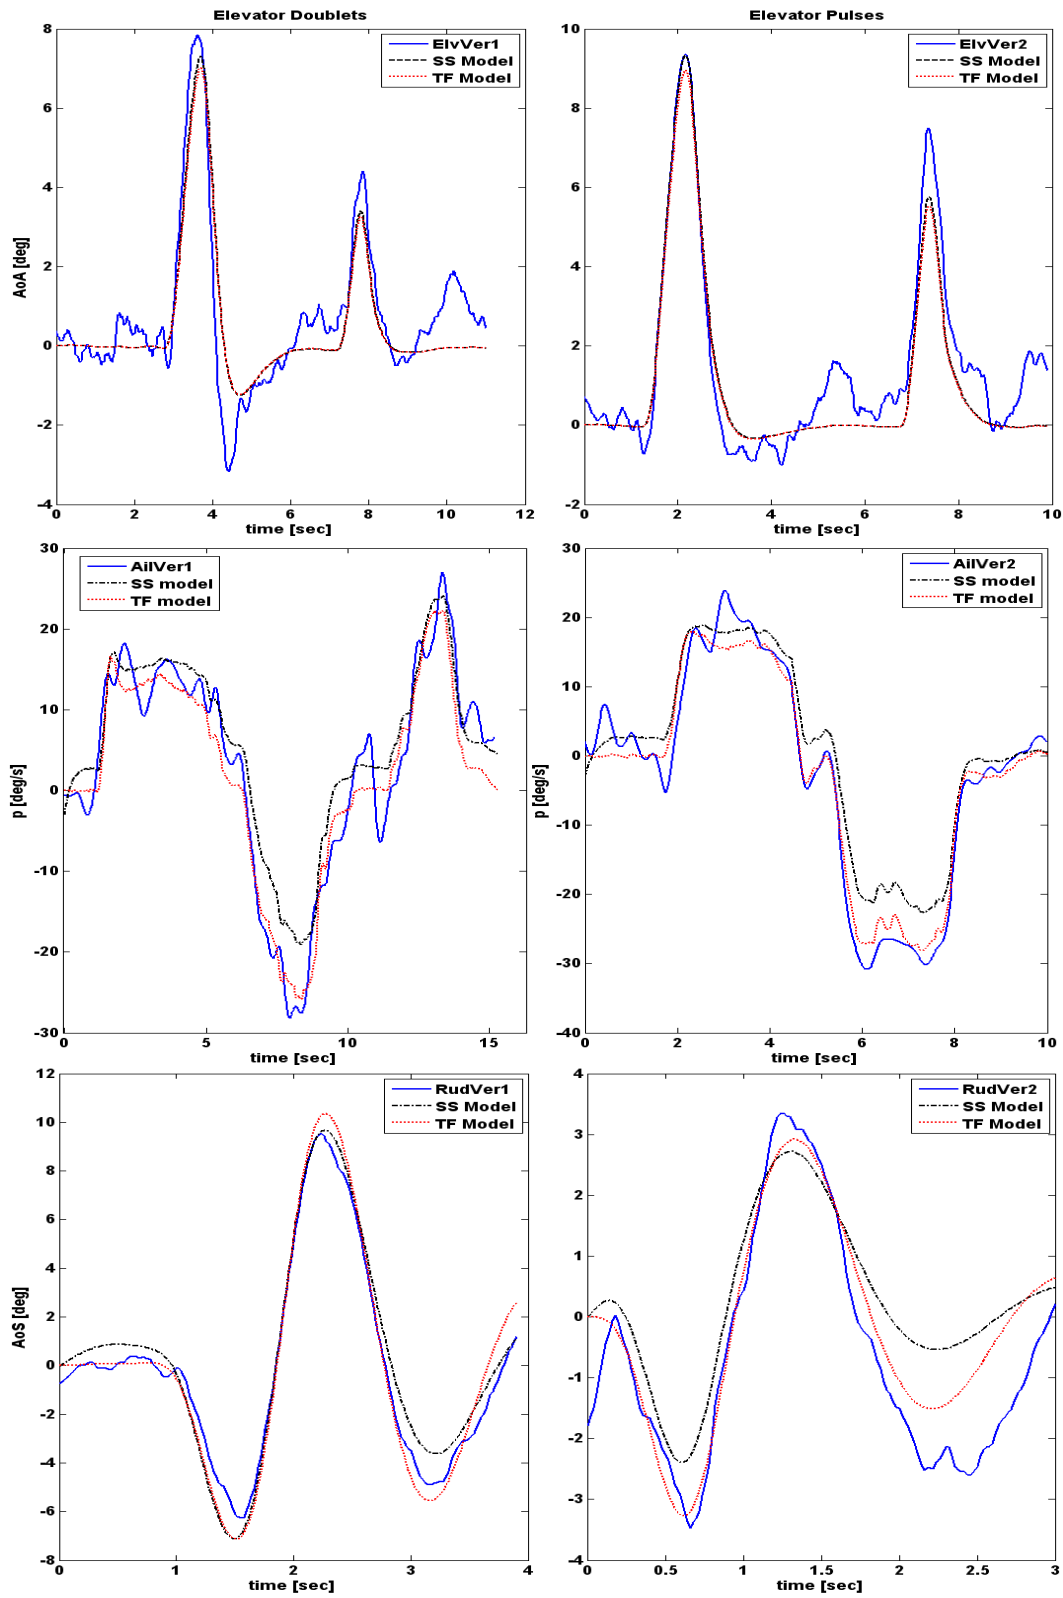 Elevator Doublets
8
6
4
2
0
-2
-4
0
2
4
6
8
10
12
AoA [deg]
time [sec]
ElvVer1
SS Model
TF Model
Elevator Pulses
10
8
6
4
2
0
-2
0
2
4
6
8
10
time [sec]
ElvVer2
SS Model
TF Model
30
20
10
0
-10
-20
-30
0
5
10
15
p [deg/s]
time [sec]
AilVer1
SS model
TF model
30
20
10
0
-10
-20
-30
-40
0
2
4
6
8
10
p [deg/s]
time [sec]
AilVer2
SS model
TF model
12
10
8
6
4
2
0
-2
-4
-6
-8
0
1
2
3
4
AoS [deg]
time [sec]
RudVer1
SS Model
TF Model
4
3
2
1
0
-1
-2
-3
-4
0
0.5
1
1.5
2
2.5
3
time [sec]
RudVer2
SS Model
TF Model